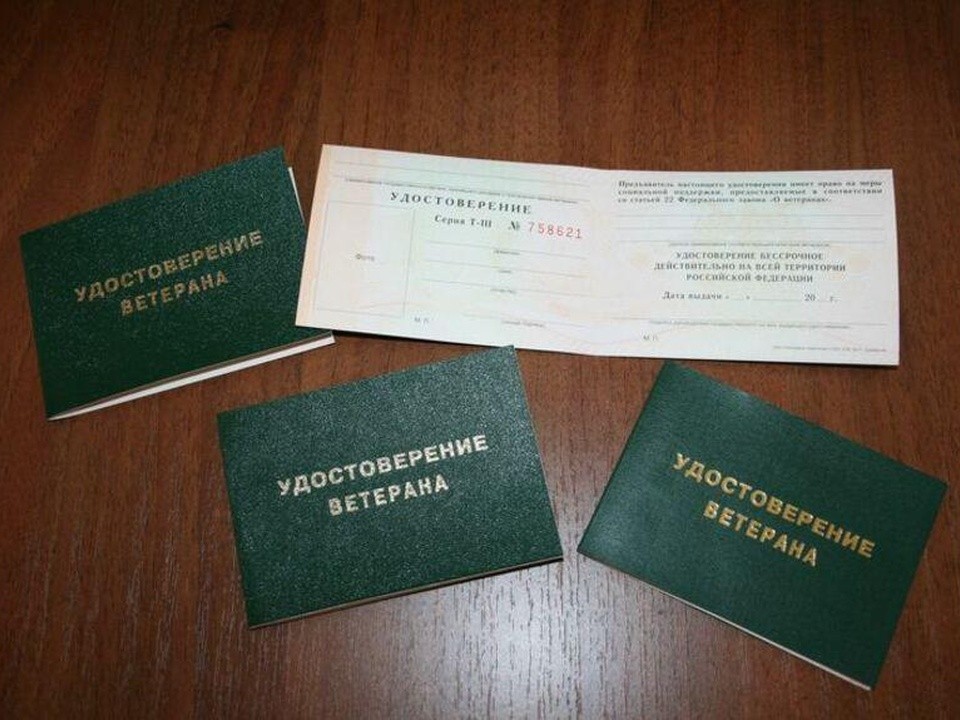 УДОСТОВЕРЕНИЕ
ВЕТЕРАНА
УДОСТОВЕРЕНИЕ
Серия Т-III № 758621
Фото
М.П.
Предъявитель настоящего удостоверения имеет право на меры
социальной поддержки, предоставляемые в соответствии
со статьей 22 Федерального закона «О ветеранах».
УДОСТОВЕРЕНИЕ БЕССРОЧНОЕ
ДЕЙСТВИТЕЛЬНО НА ВСЕЙ ТЕРРИТОРИИ
РОССИЙСКОЙ ФЕДЕРАЦИИ
Дата выдачи « » 20 г.
М.П.
УДОСТОВЕРЕНИЕ
ВЕТЕРАНА
УДОСТОВЕРЕНИЕ
ВЕТЕРАНА